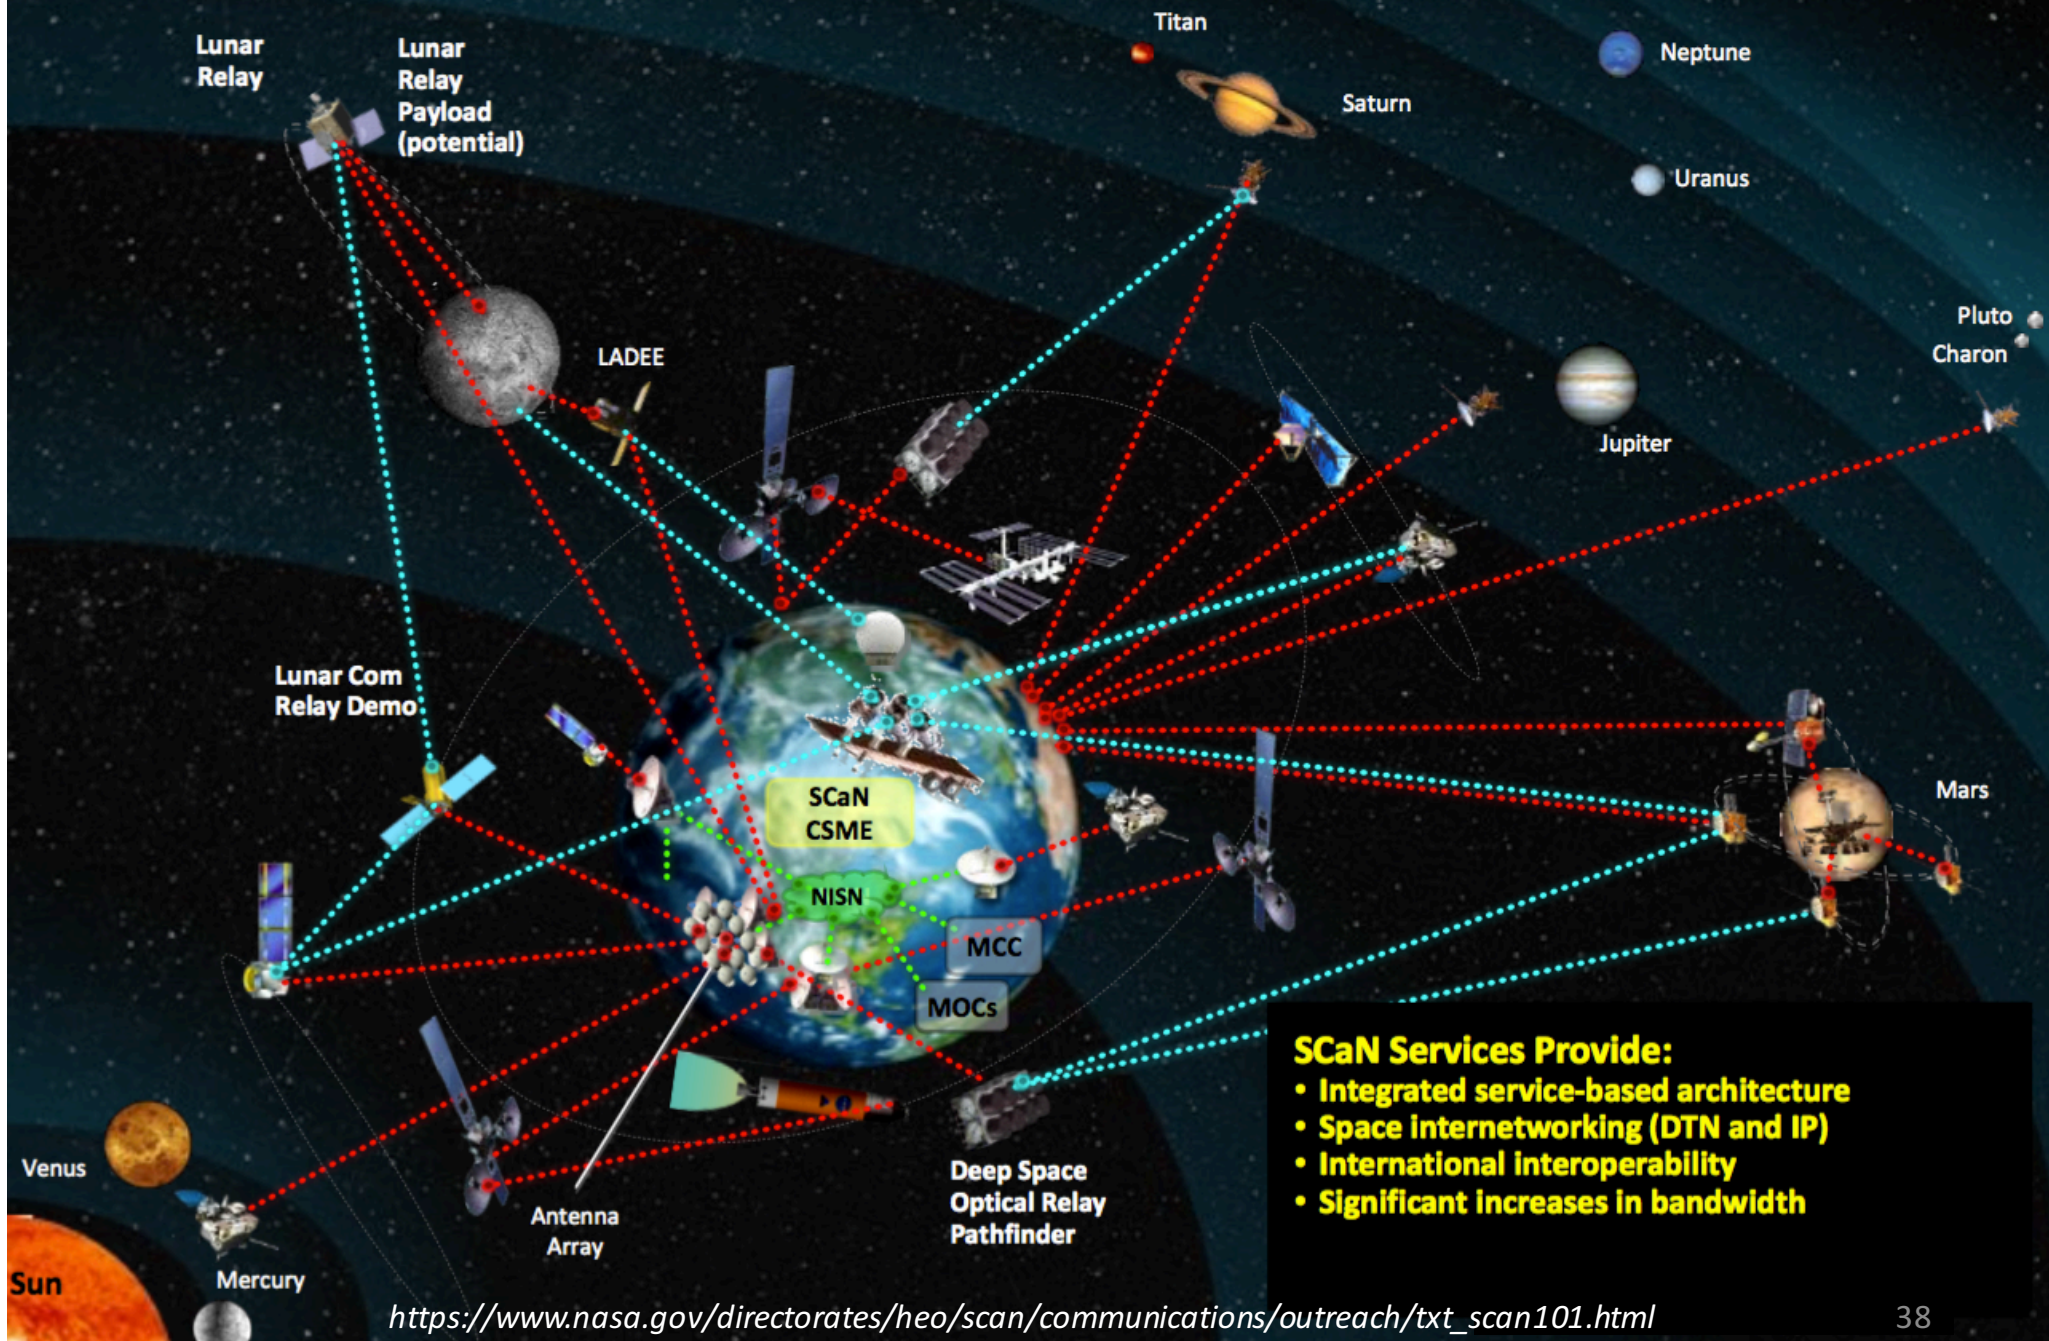 Titan
Neptune
Lunar
Relay
Lunar
Relay
Payload
(potential)
Saturn
Uranus
Pluto
Charon
LADEE
Jupiter
Lunar Com
Relay Demo
SCaN
CSME
Mars
NISN
MCC
MOCs
SCaN Services Provide:
• Integrated service-based architecture
• Space internetworking (DTN and IP)
• International interoperability
• Significant increases in bandwidth
Venus
Deep Space
Optical Relay
Pathfinder
Antenna
Array
Sun
Mercury
https://www.nasa.gov/directorates/heo/scan/communications/outreach/txt_scan101.html
38